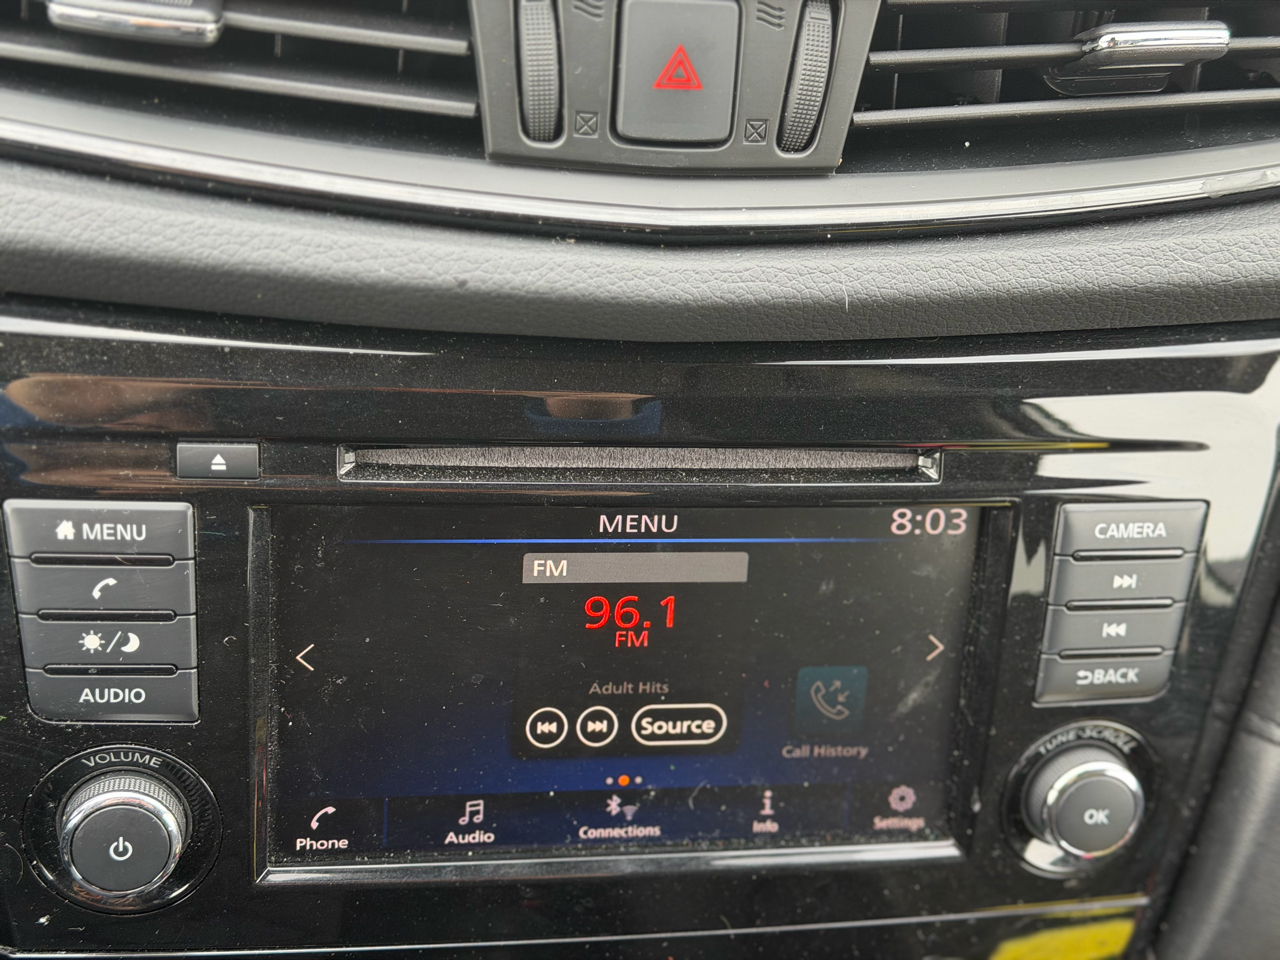 MENU
AUDIO
VOLUME
MENU
8:03
FM
96.1
FM
Adult Hits
Source
Call History
Phone
Audio
Connections
Info
Settings
CAMERA
BACK
TUNE·SCROLL
OK